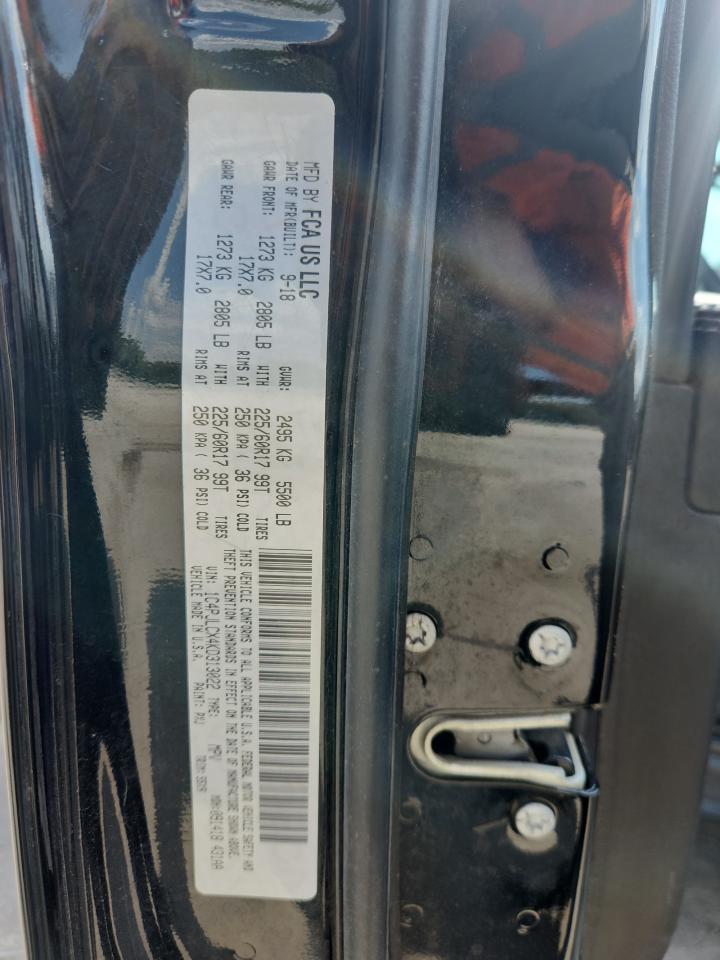 MFD BY FCA US LLC
DATE OF MFR(BUILT): 9-18 GVWR: 2495 KG 5500 LB
GAWR FRONT: 1273 KG 2805 LB WITH 225/60R17 99T TIRES
17X7.0 RIMS AT 250 KPA ( 36 PSI) COLD
GAWR REAR: 1273 KG 2805 LB WITH 225/60R17 99T TIRES
17X7.0 RIMS AT 250 KPA ( 36 PSI) COLD
THIS VEHICLE CONFORMS TO ALL APPLICABLE U.S.A. FEDERAL MOTOR VEHICLE SAFETY AND
THEFT PREVENTION STANDARDS IN EFFECT ON THE DATE OF MANUFACTURE SHOWN ABOVE.
VIN: 1C4PJLCX4KD313022 TYPE: MPV MDH:091418 431AA
VEHICLE MADE IN U.S.A. PAINT: PXJ TRIM: